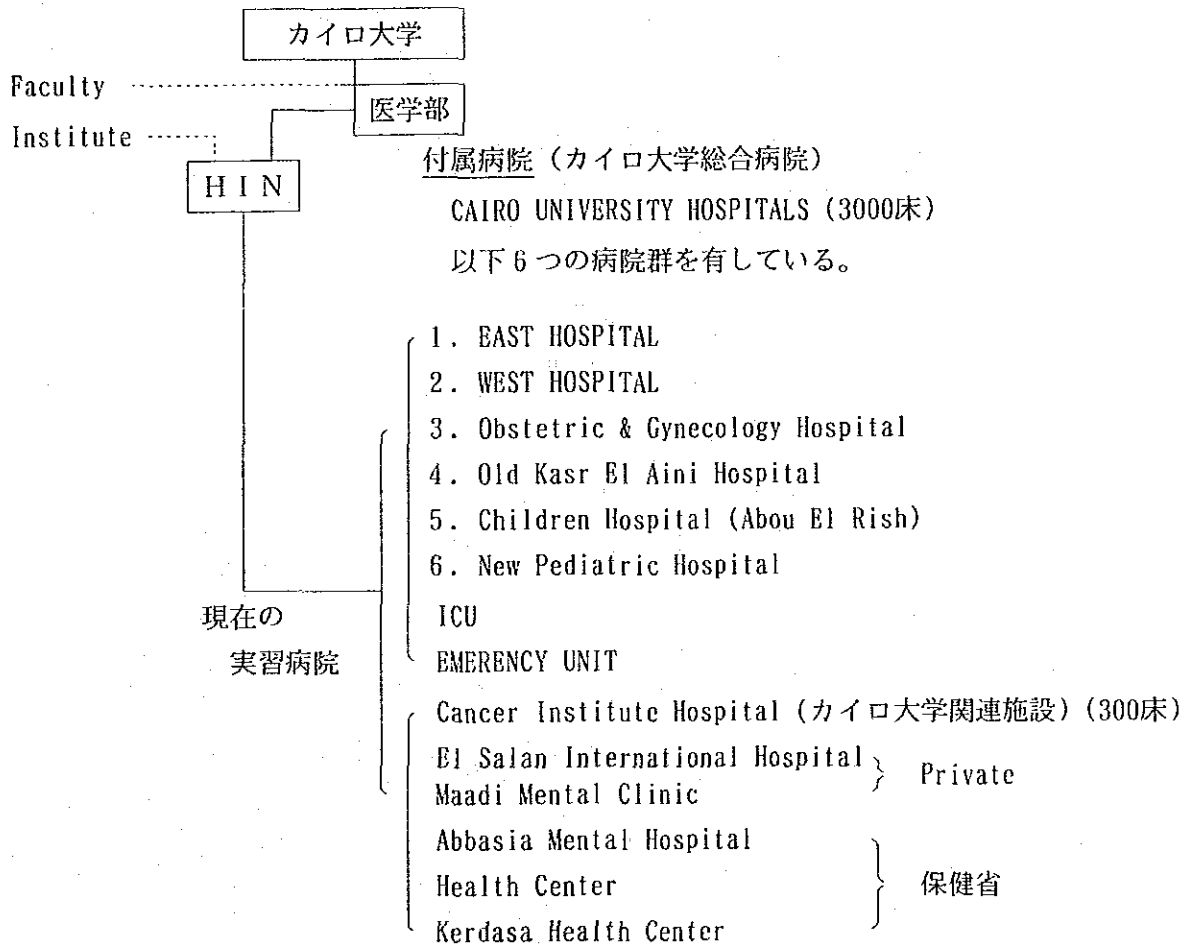 カイロ大学
Faculty
医学部
Institute
HIN
付属病院(カイロ大学総合病院)
CAIRO UNIVERSITY HOSPITALS (3000床)
以下6つの病院群を有している。
1. EAST HOSPITAL
2. WEST HOSPITAL
3. Obstetric & Gynecology Hospital
4. Old Kasr El Aini Hospital
5. Children Hospital (Abou El Rish)
6. New Pediatric Hospital
現在の
ICU
実習病院
EMERENCY UNIT
Cancer Institute Hospital (カイロ大学関連施設) (300床)
El Salan International Hospital
Private
Maadi Mental Clinic
Abbasia Mental Hospital
Health Center
保健省
Kerdasa Health Center